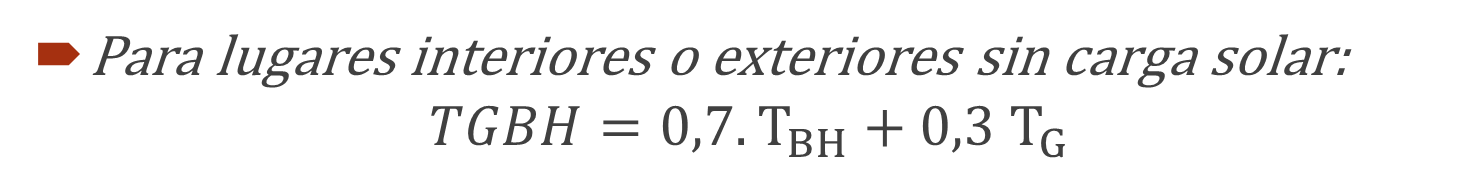 Para lugares interiores o exteriores sin carga solar:
TGBH = 0,7. T_BH + 0,3 T_G